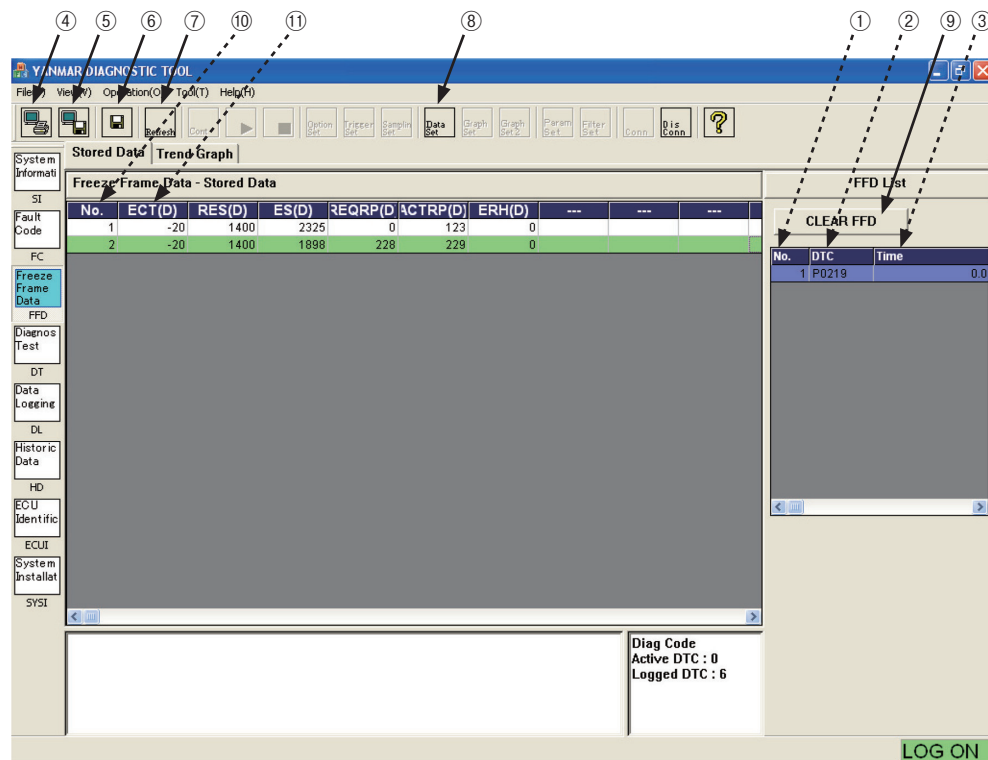 ④ ⑤ ⑥ ⑦ ⑩ ⑪ ⑧ ① ② ⑨ ③
YANMAR DIAGNOSTIC TOOL
View(V) Tool(T) Help(H)
Refresh Cont Option Set Trigger Set Samplin Set Data Set Graph Set Graph Set 2 Param Set Filter Set Conn Dis Conn ?
Stored Data Trend Graph
Freeze Frame Data - Stored Data
FFD List
CLEAR FFD
No. ECT(D) RES(D) ES(D) REQRP(D ACTRP(D) ERH(D) --- --- ---
1 -20 1400 2325 0 123 0
2 -20 1400 1898 228 229 0
No. DTC Time
1 P0219 0.0
System
Informati
SI
Fault
Code
FC
Freeze
Frame
Data
FFD
Diagnos
Test
DT
Data
Logging
DL
Historic
Data
HD
ECU
Identific
ECUI
System
Installat
SYSI
Diag Code
Active DTC : 0
Logged DTC : 6
LOG ON